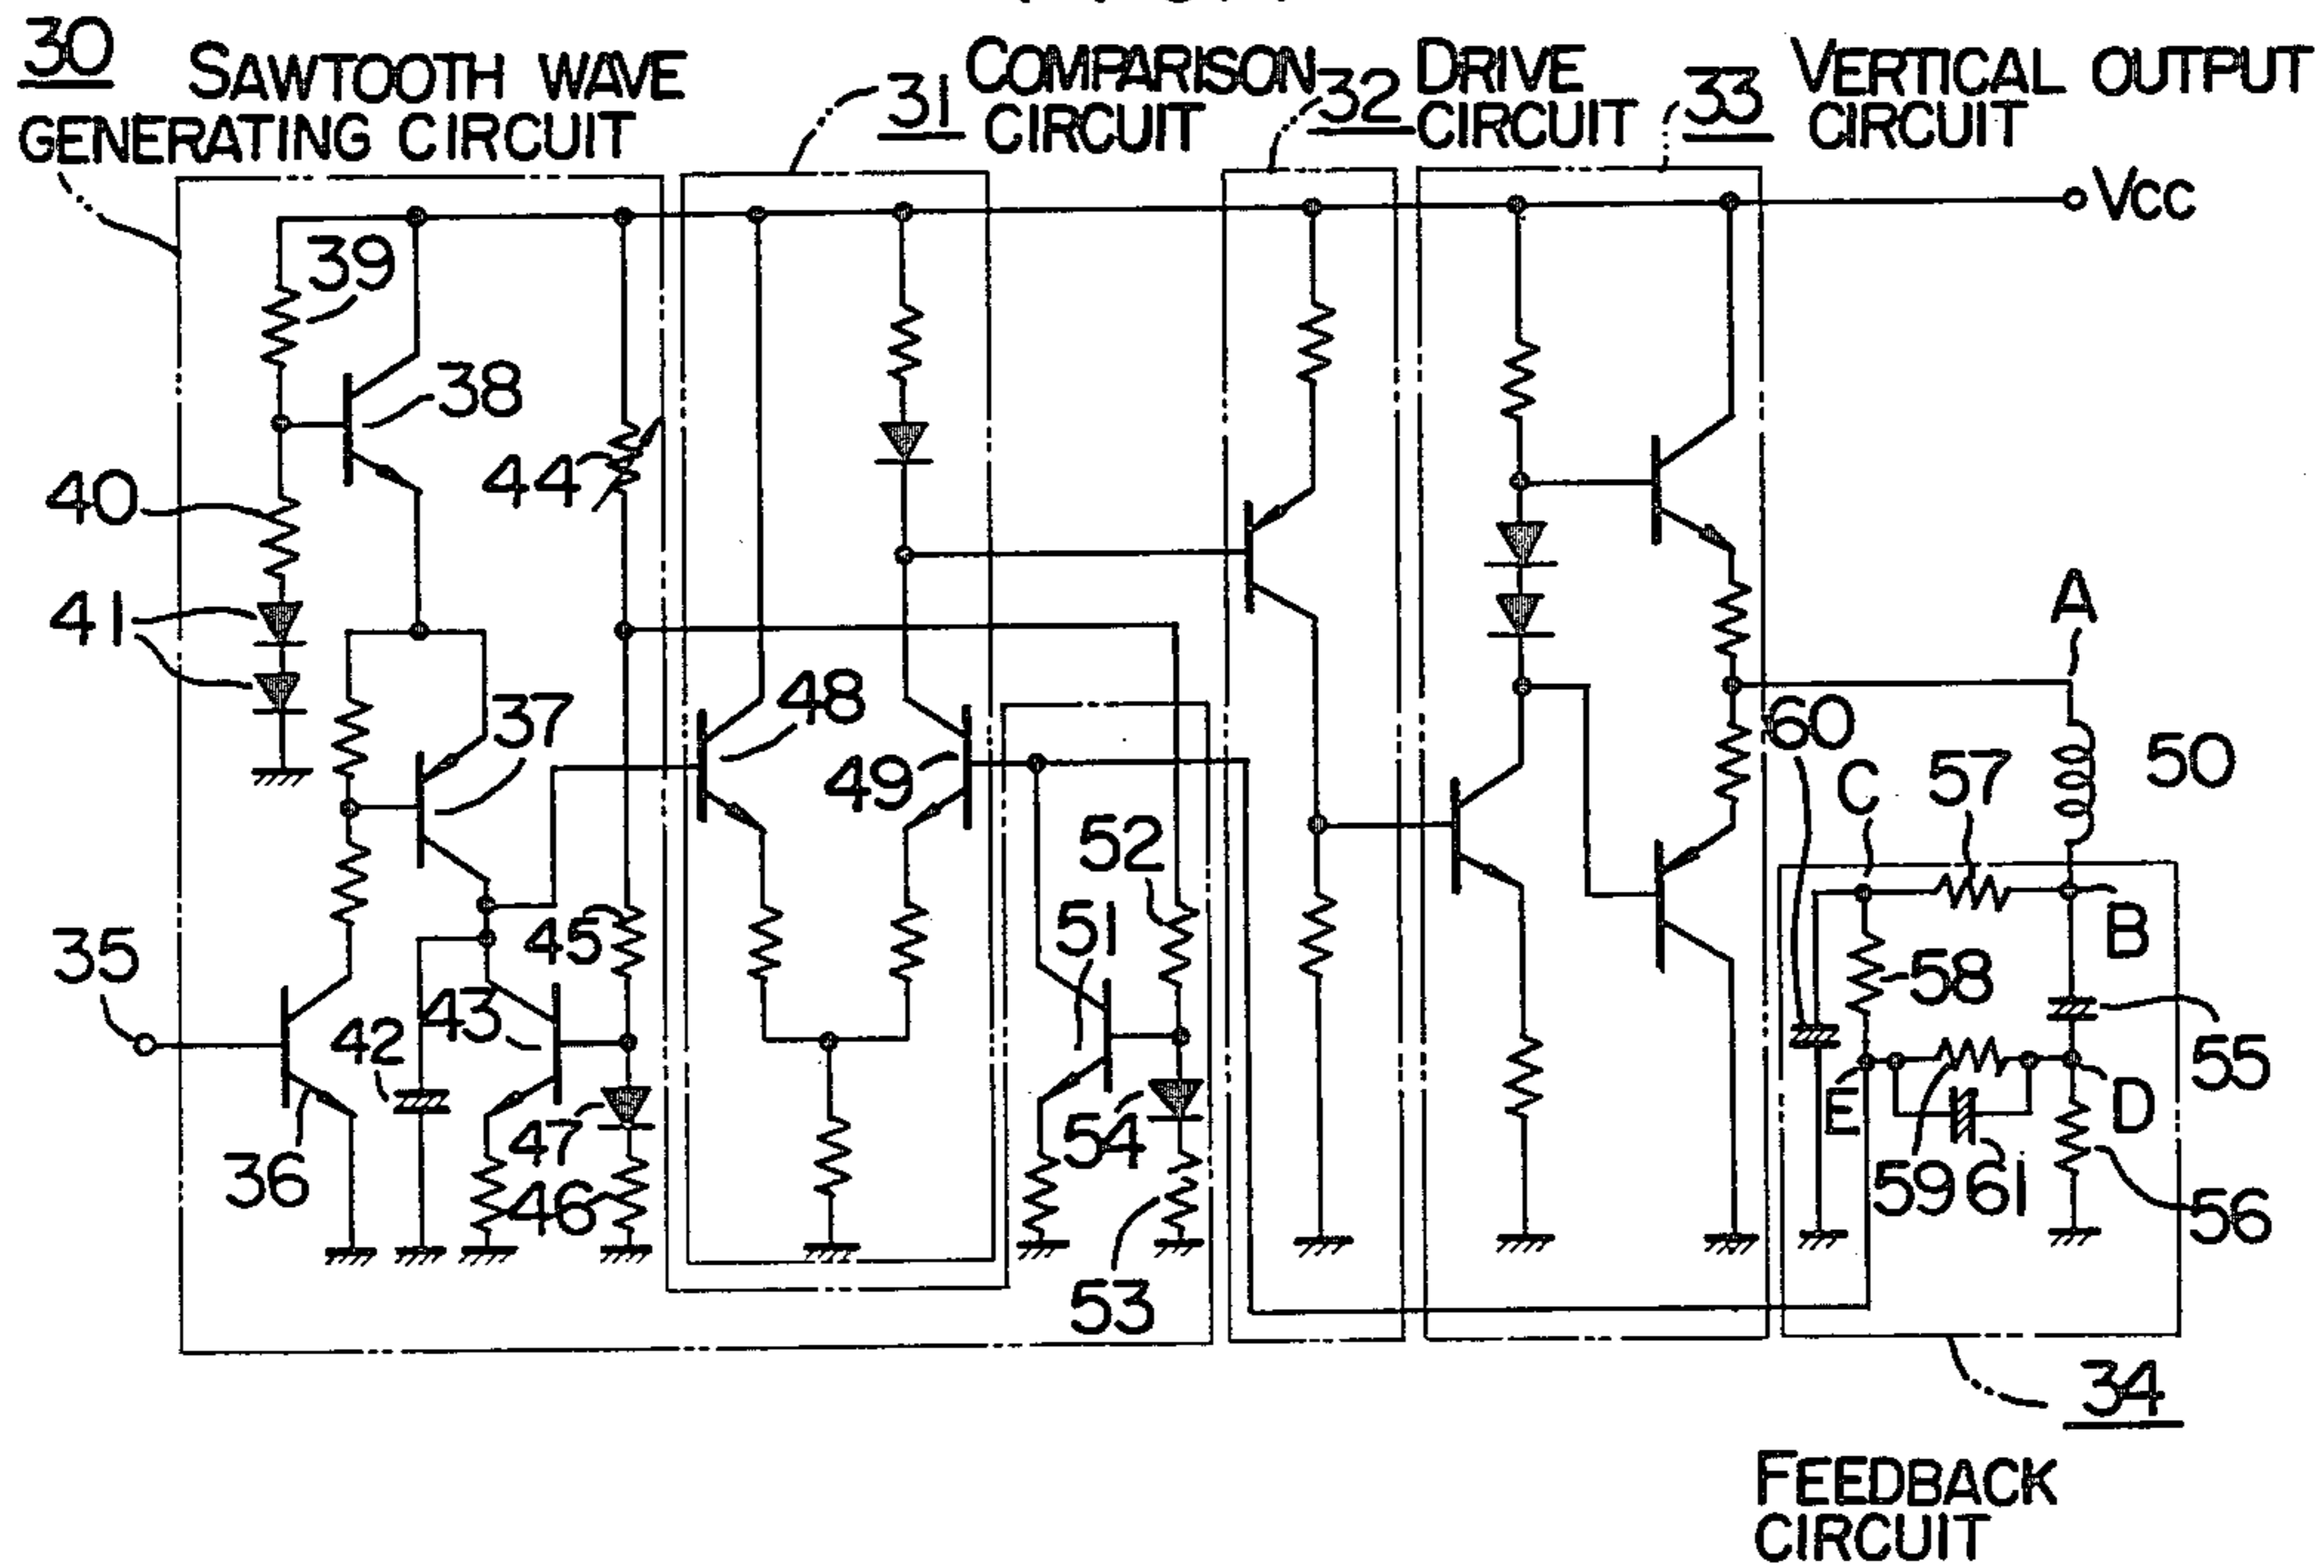 30 SAWTOOTH WAVE
GENERATING CIRCUIT
31 COMPARISON
CIRCUIT
32 DRIVE
CIRCUIT
33 VERTICAL OUTPUT
CIRCUIT
VCC
39
38
44
40
41
A
37
48
49
60
C
57
50
52
35
45
51
58
B
42
43
55
E
D
36
47
46
54
59
61
56
53
34
FEEDBACK
CIRCUIT